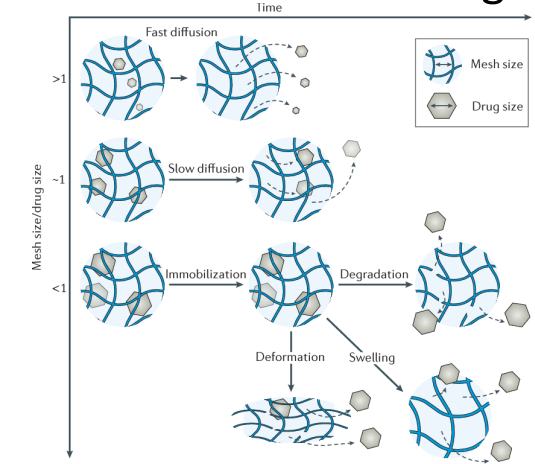 Time
Fast diffusion
Mesh size
Drug size
>1
Slow diffusion
~1
Mesh size/drug size
Immobilization
Degradation
<1
Deformation
Swelling